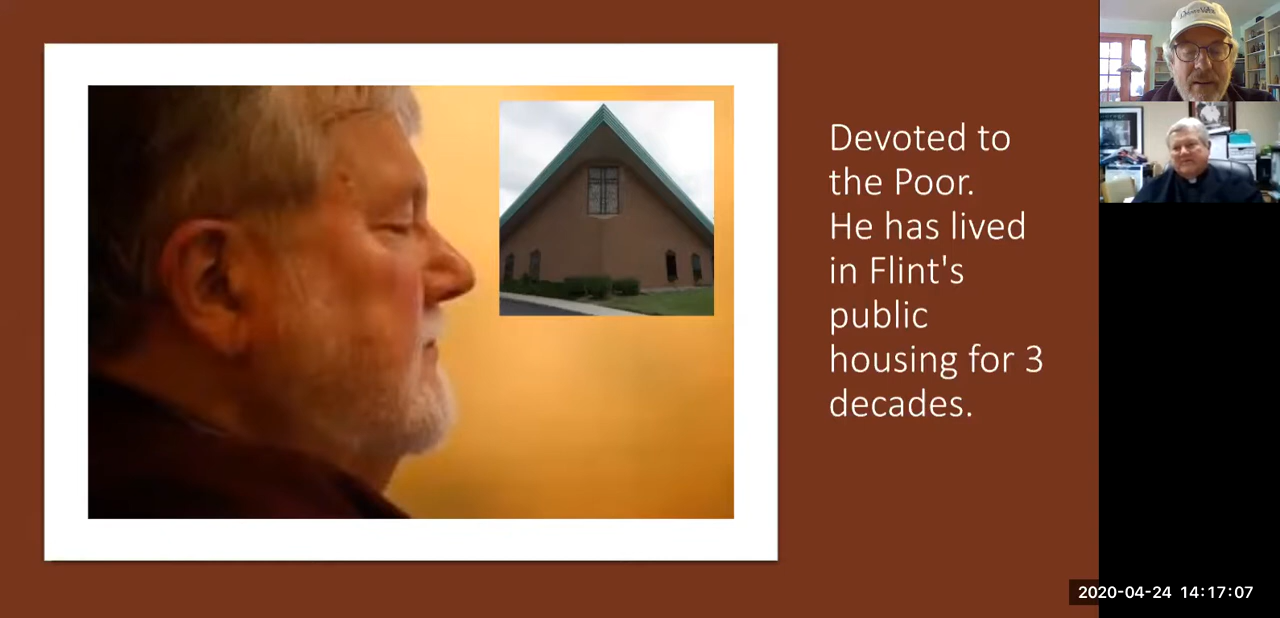 Devoted to
the Poor.
He has lived
in Flint's
public
housing for 3
decades.
2020-04-24 14:17:07